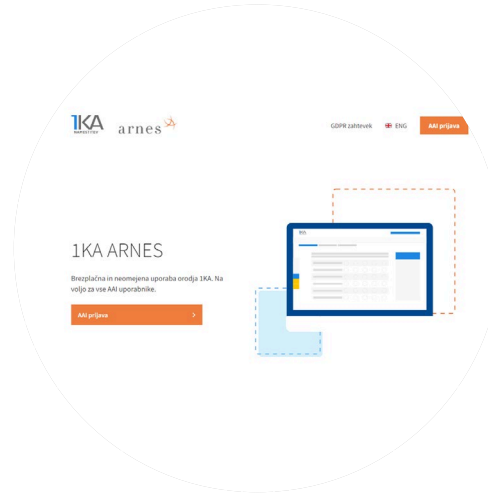 1KA
arnes
GDPR zahtevek
ENG
AAI prijava
1KA ARNES
Brezplačna in neomejena uporaba orodja 1KA. Na
voljo za vse AAI uporabnike.
AAI prijava
1KA